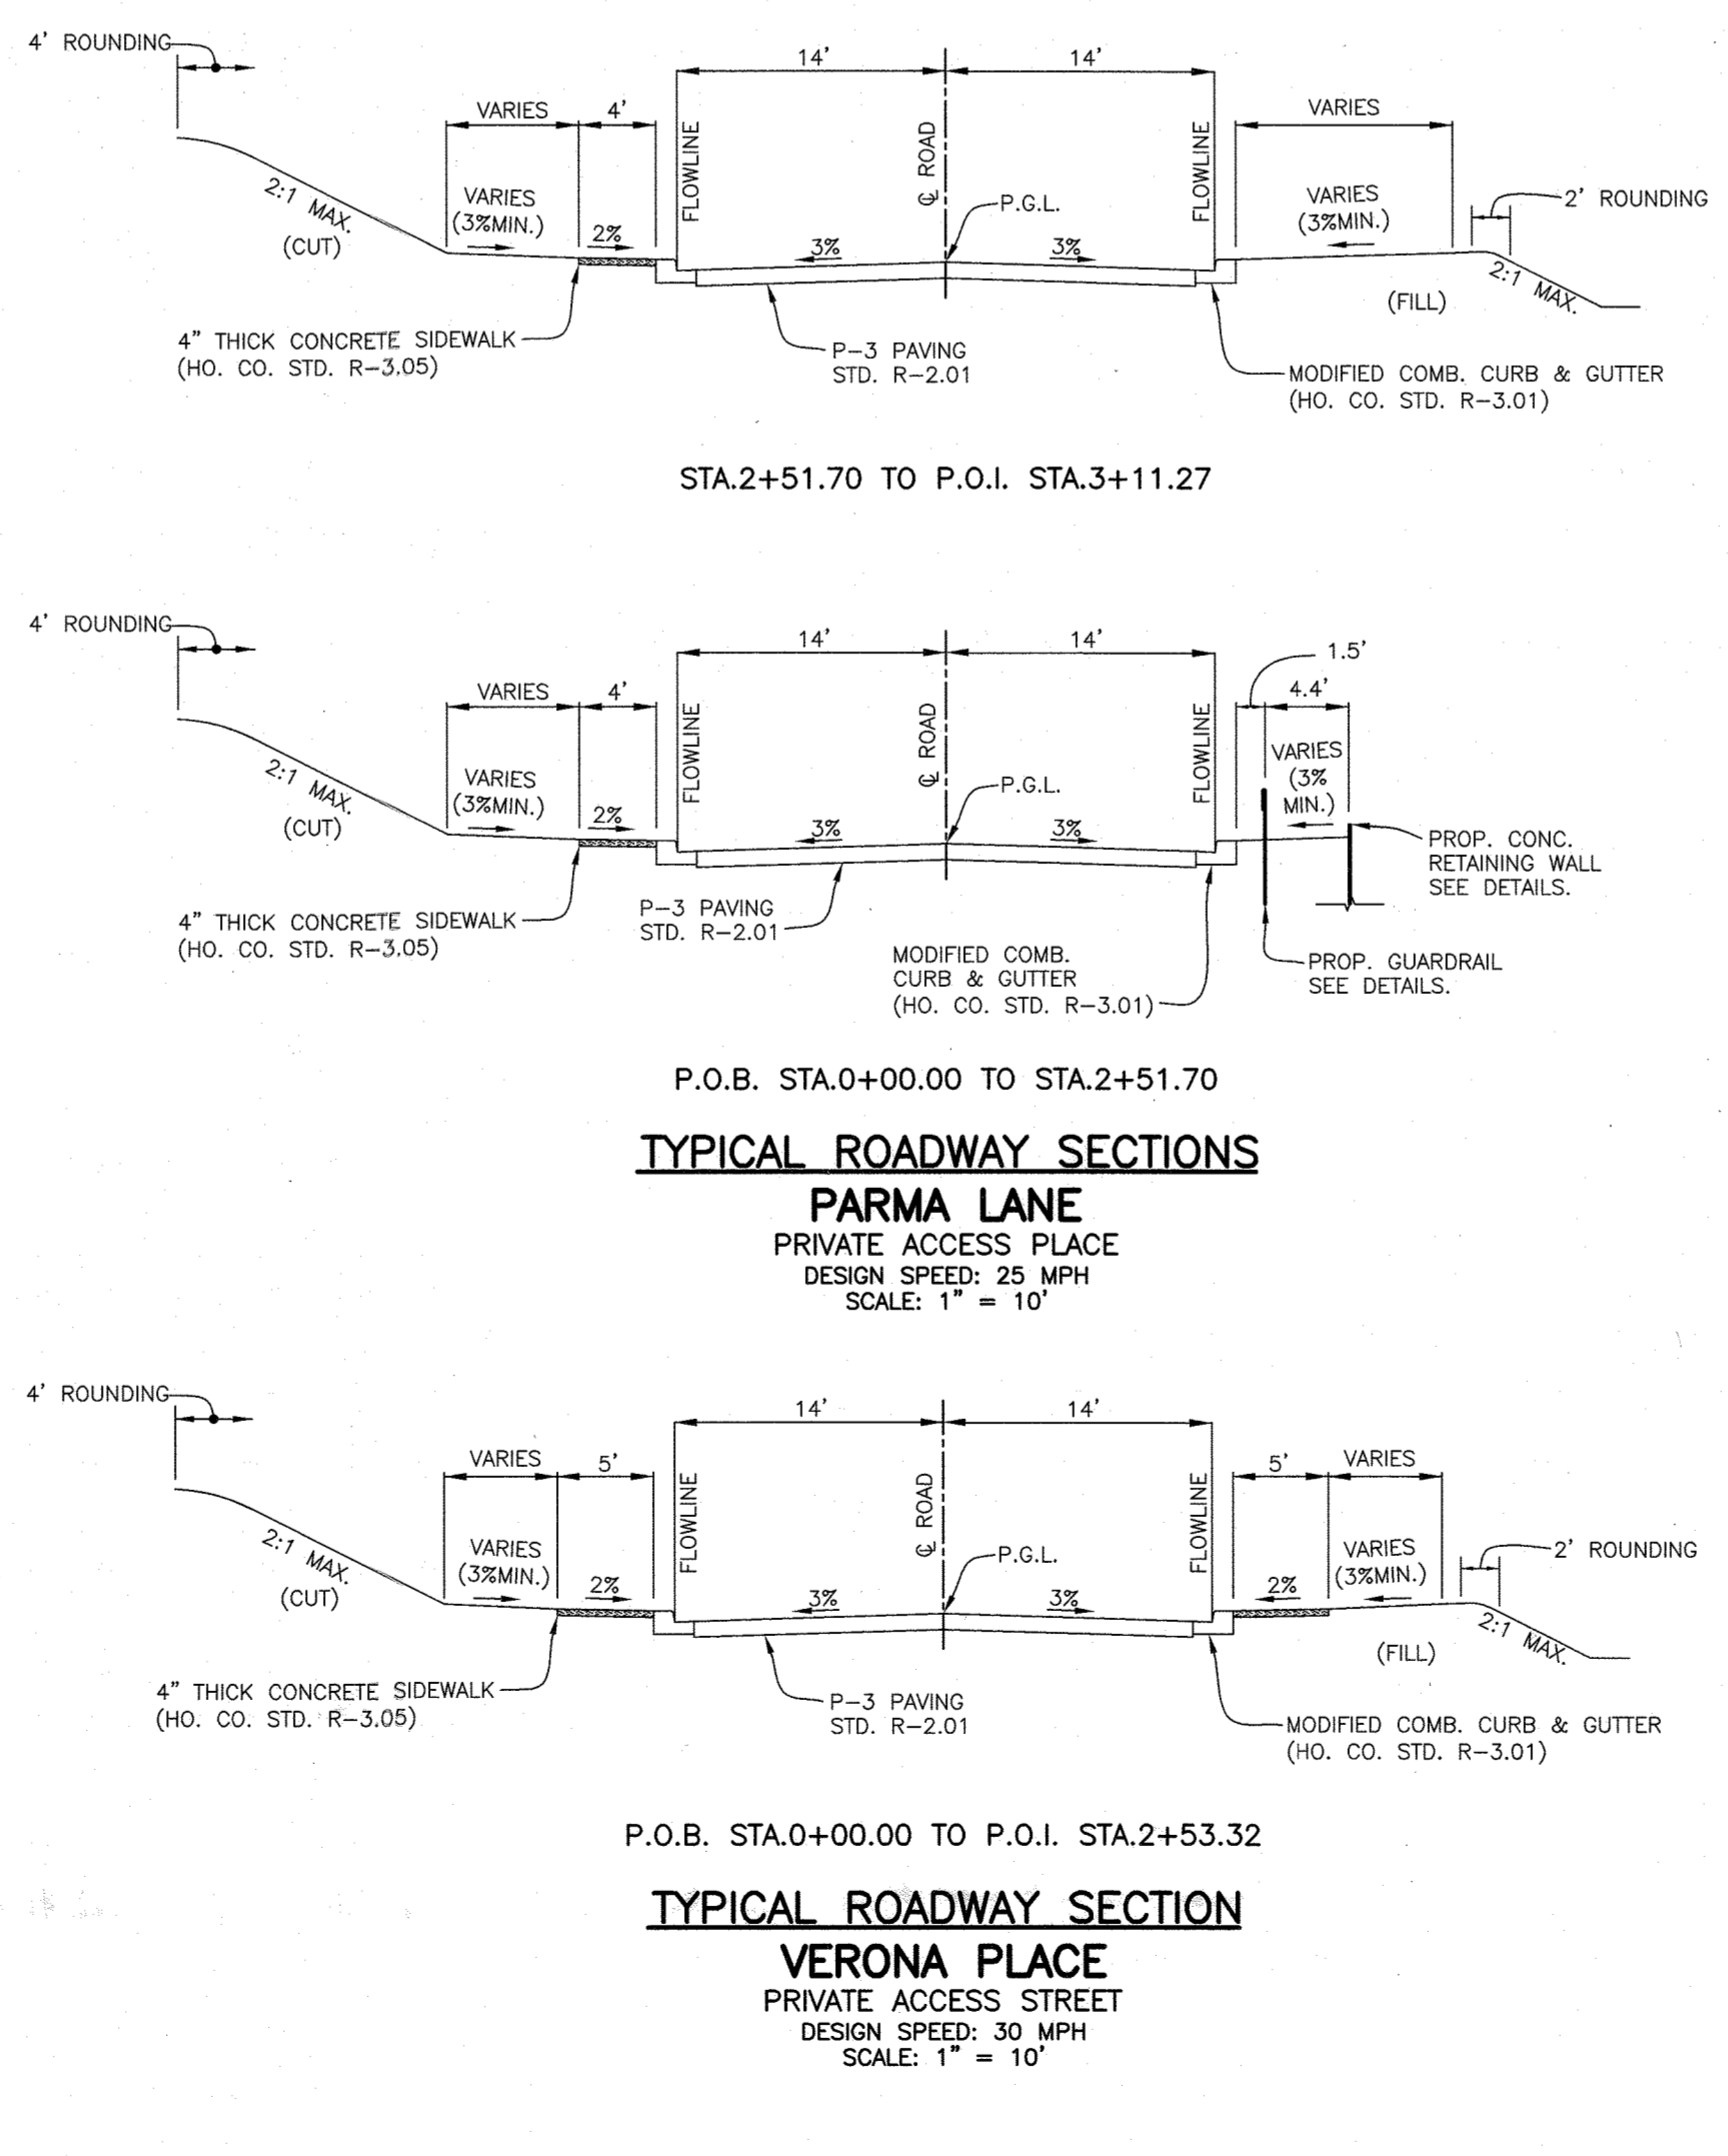 4' ROUNDING
14'
14'
VARIES
4'
VARIES
FLOWLINE
℄ ROAD
FLOWLINE
2:1 MAX.
(CUT)
VARIES
(3%MIN.)
2%
P.G.L.
3%
3%
VARIES
(3%MIN.)
2' ROUNDING
2:1 MAX.
(FILL)
4" THICK CONCRETE SIDEWALK
(HO. CO. STD. R-3.05)
P-3 PAVING
STD. R-2.01
MODIFIED COMB. CURB & GUTTER
(HO. CO. STD. R-3.01)
STA.2+51.70 TO P.O.I. STA.3+11.27
4' ROUNDING
14'
14'
1.5'
VARIES
4'
4.4'
FLOWLINE
℄ ROAD
FLOWLINE
2:1 MAX.
(CUT)
VARIES
(3%MIN.)
2%
P.G.L.
3%
3%
VARIES
(3%
MIN.)
PROP. CONC.
RETAINING WALL
SEE DETAILS.
4" THICK CONCRETE SIDEWALK
(HO. CO. STD. R-3.05)
P-3 PAVING
STD. R-2.01
MODIFIED COMB.
CURB & GUTTER
(HO. CO. STD. R-3.01)
PROP. GUARDRAIL
SEE DETAILS.
P.O.B. STA.0+00.00 TO STA.2+51.70
TYPICAL ROADWAY SECTIONS
PARMA LANE
PRIVATE ACCESS PLACE
DESIGN SPEED: 25 MPH
SCALE: 1" = 10'
4' ROUNDING
14'
14'
VARIES
5'
5'
VARIES
FLOWLINE
℄ ROAD
FLOWLINE
2:1 MAX.
(CUT)
VARIES
(3%MIN.)
2%
P.G.L.
3%
3%
2%
VARIES
(3%MIN.)
2' ROUNDING
2:1 MAX.
(FILL)
4" THICK CONCRETE SIDEWALK
(HO. CO. STD. R-3.05)
P-3 PAVING
STD. R-2.01
MODIFIED COMB. CURB & GUTTER
(HO. CO. STD. R-3.01)
P.O.B. STA.0+00.00 TO P.O.I. STA.2+53.32
TYPICAL ROADWAY SECTION
VERONA PLACE
PRIVATE ACCESS STREET
DESIGN SPEED: 30 MPH
SCALE: 1" = 10'